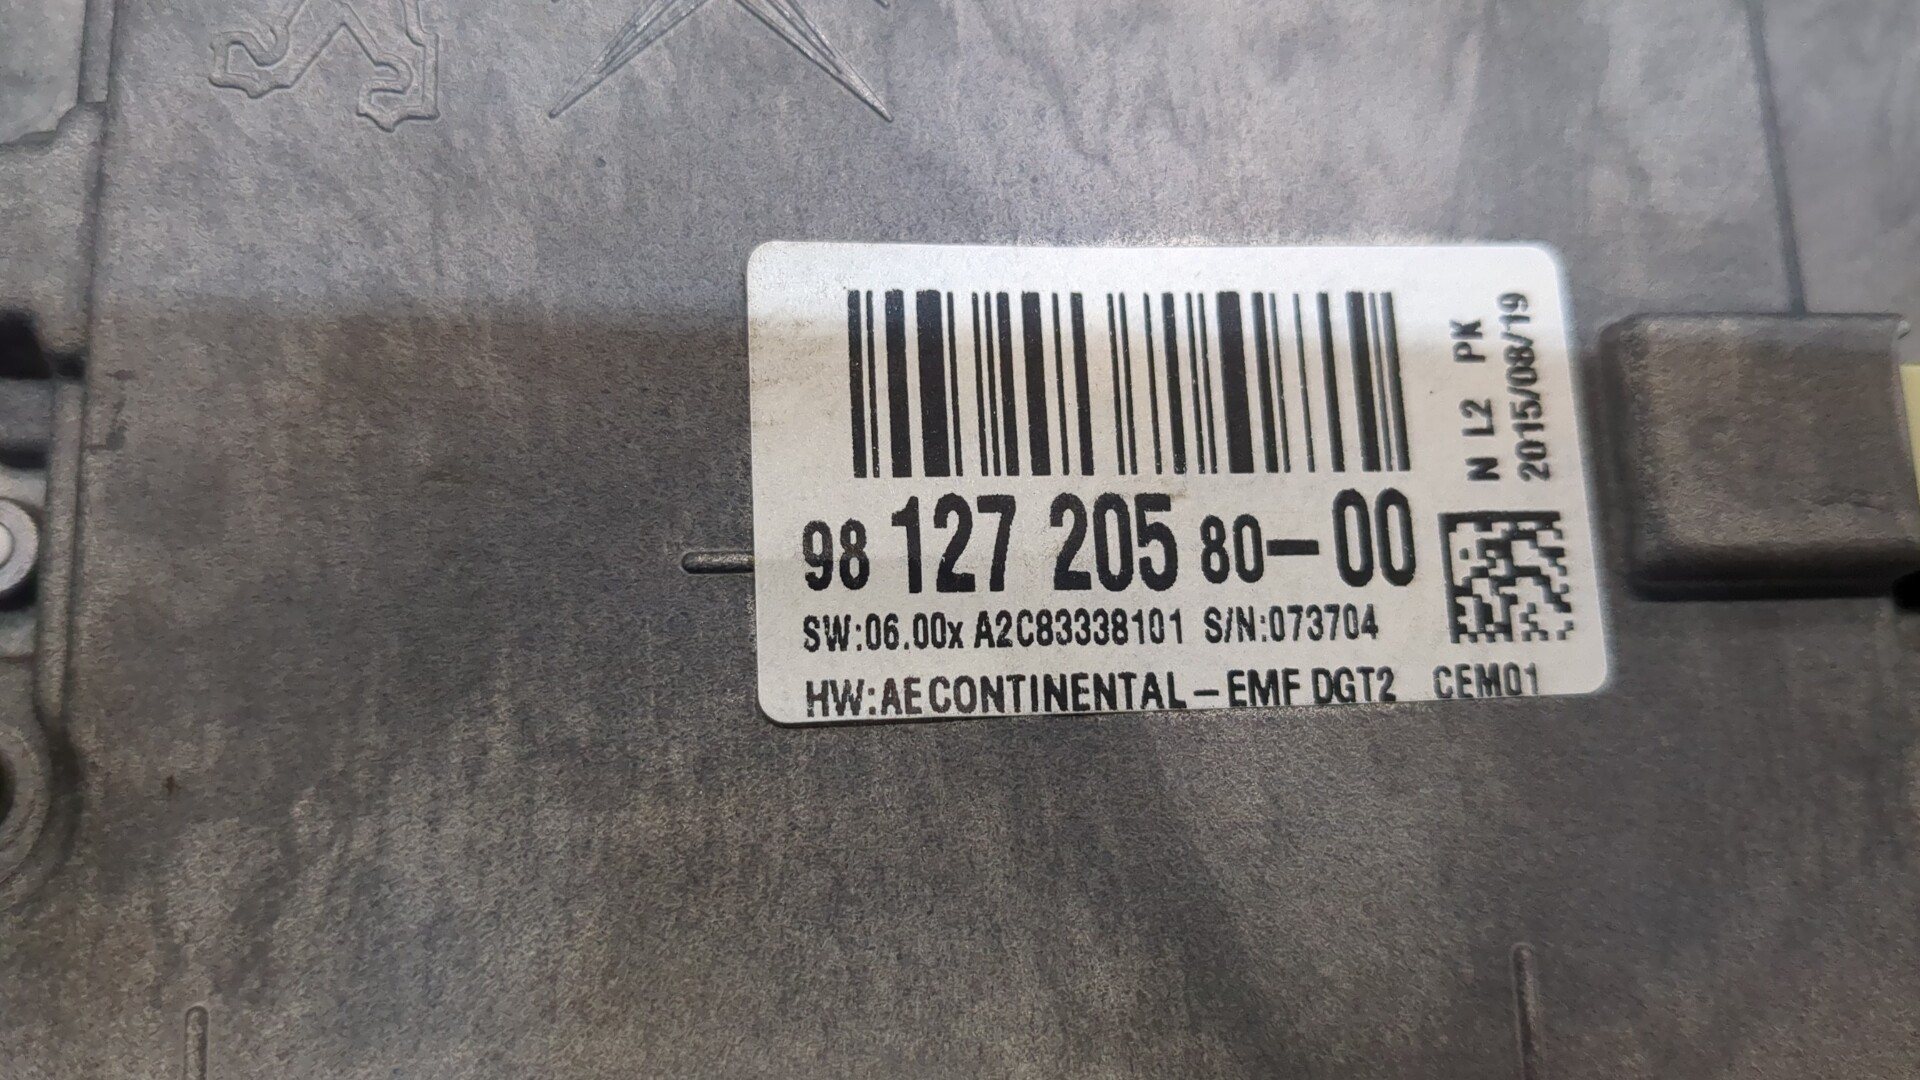 98 127 205 80-00
SW:06.00x A2C83338101 S/N:073704
HW:AE CONTINENTAL-EMF DGT2 CEM01
N L2 PK
2015/08/19